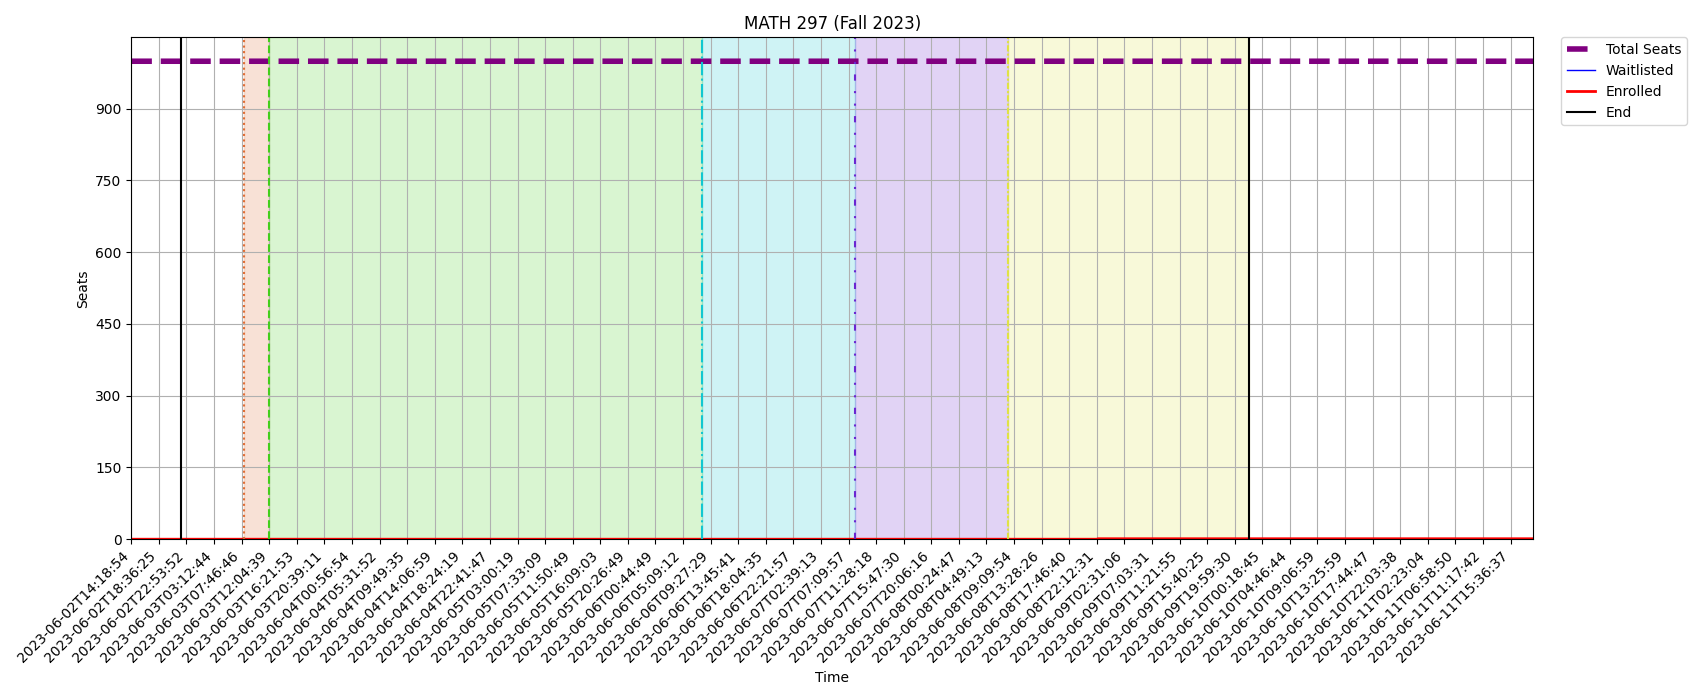 MATH 297 (Fall 2023)
Total Seats
Waitlisted
Enrolled
End
Seats
900
750
600
450
300
150
0
2023-06-02T14:18:54
2023-06-02T18:36:25
2023-06-02T22:53:52
2023-06-03T03:12:44
2023-06-03T07:46:46
2023-06-03T12:04:39
2023-06-03T16:21:53
2023-06-03T20:39:11
2023-06-04T00:56:54
2023-06-04T05:31:52
2023-06-04T09:49:35
2023-06-04T14:06:59
2023-06-04T18:24:19
2023-06-04T22:41:47
2023-06-05T03:00:19
2023-06-05T07:33:09
2023-06-05T11:50:49
2023-06-05T16:09:03
2023-06-05T20:26:49
2023-06-06T00:44:49
2023-06-06T05:09:12
2023-06-06T09:27:29
2023-06-06T13:45:41
2023-06-06T18:04:35
2023-06-06T22:21:57
2023-06-07T02:39:13
2023-06-07T07:09:57
2023-06-07T11:28:18
2023-06-07T15:47:30
2023-06-07T20:06:16
2023-06-08T00:24:47
2023-06-08T04:49:13
2023-06-08T09:09:54
2023-06-08T13:28:26
2023-06-08T17:46:40
2023-06-08T22:12:31
2023-06-09T02:31:06
2023-06-09T07:03:31
2023-06-09T11:21:55
2023-06-09T15:40:25
2023-06-09T19:59:30
2023-06-10T00:18:45
2023-06-10T04:46:44
2023-06-10T09:06:59
2023-06-10T13:25:59
2023-06-10T17:44:47
2023-06-10T22:03:38
2023-06-11T02:23:04
2023-06-11T06:58:50
2023-06-11T11:17:42
2023-06-11T15:36:37
Time